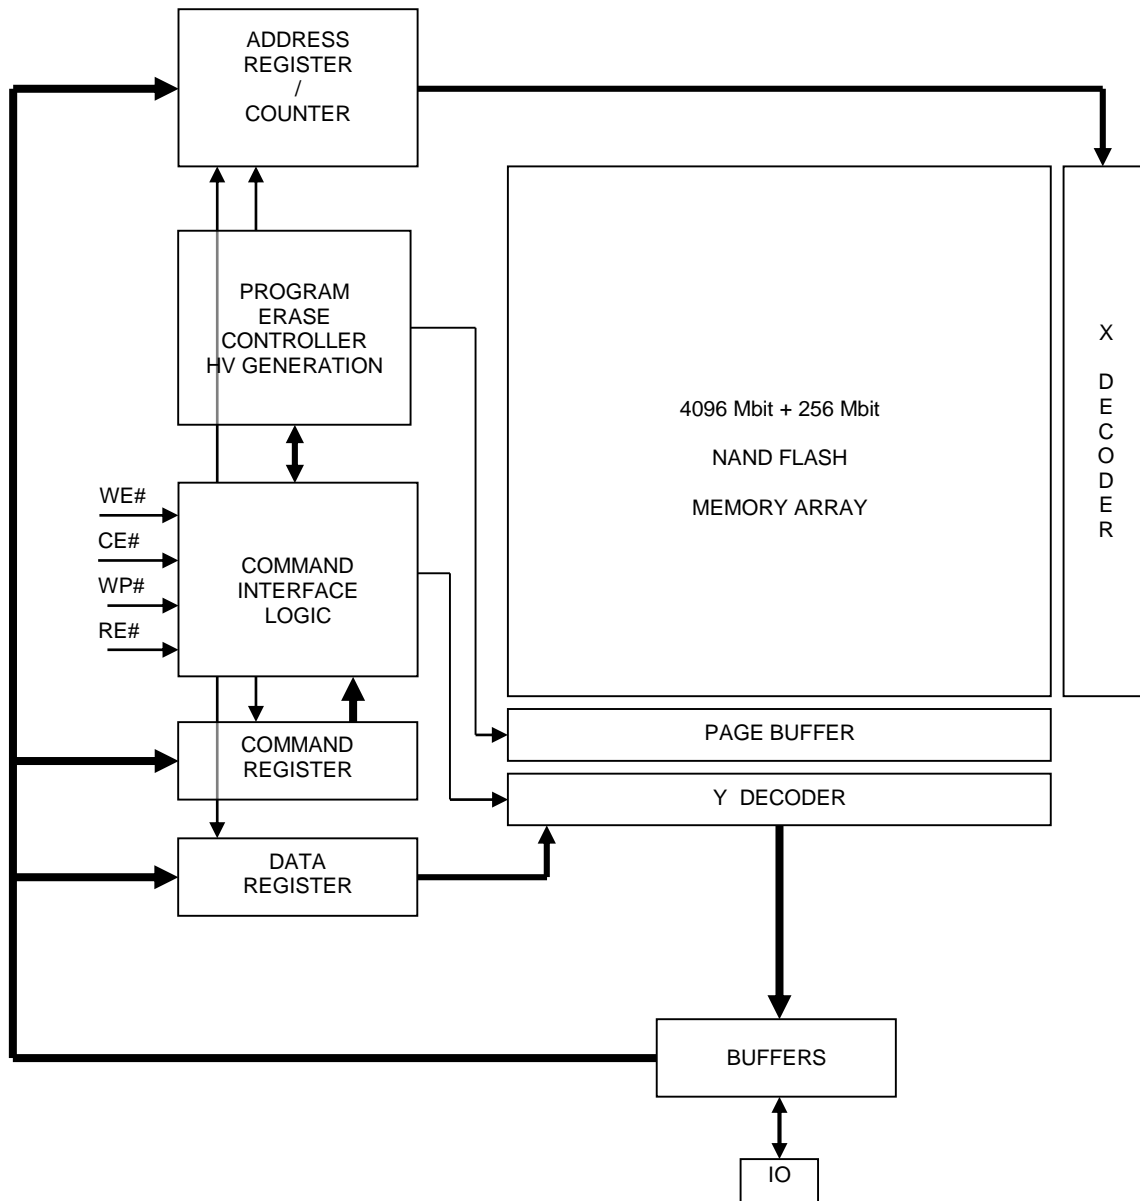 ADDRESS
REGISTER
/
COUNTER
PROGRAM
ERASE
CONTROLLER
HV GENERATION
4096 Mbit + 256 Mbit
NAND FLASH
MEMORY ARRAY
X DECODER
WE#
CE#
WP#
RE#
COMMAND
INTERFACE
LOGIC
COMMAND
REGISTER
PAGE BUFFER
Y DECODER
DATA
REGISTER
BUFFERS
IO